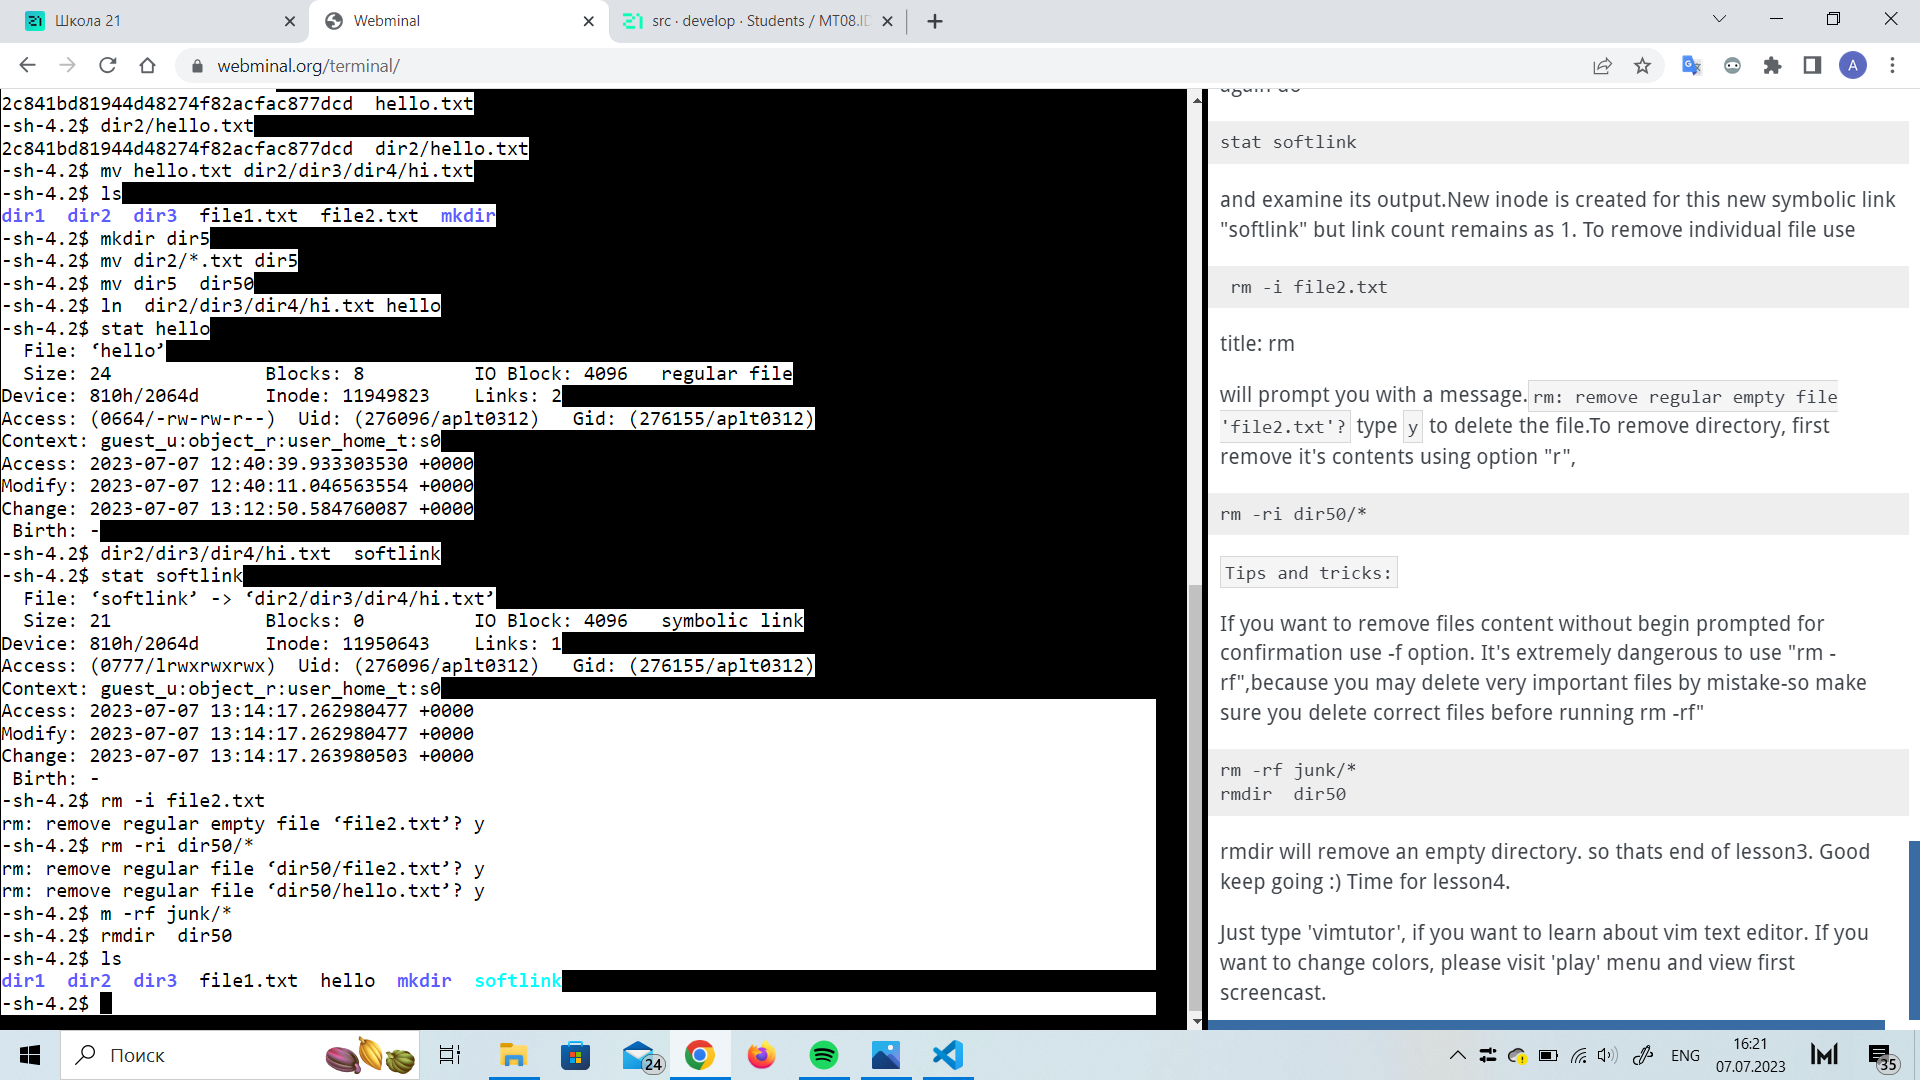 Школа 21
Webminal
src · develop · Students / MT08.ID
webminal.org/terminal/
A
2c841bd81944d48274f82acfac877dcd  hello.txt
-sh-4.2$ dir2/hello.txt
2c841bd81944d48274f82acfac877dcd  dir2/hello.txt
-sh-4.2$ mv hello.txt dir2/dir3/dir4/hi.txt
-sh-4.2$ ls
dir1  dir2  dir3  file1.txt  file2.txt  mkdir
-sh-4.2$ mkdir dir5
-sh-4.2$ mv dir2/*.txt dir5
-sh-4.2$ mv dir5  dir50
-sh-4.2$ ln  dir2/dir3/dir4/hi.txt hello
-sh-4.2$ stat hello
  File: ‘hello’
  Size: 24              Blocks: 8          IO Block: 4096   regular file
Device: 810h/2064d      Inode: 11949823    Links: 2
Access: (0664/-rw-rw-r--)  Uid: (276096/aplt0312)   Gid: (276155/aplt0312)
Context: guest_u:object_r:user_home_t:s0
Access: 2023-07-07 12:40:39.933303530 +0000
Modify: 2023-07-07 12:40:11.046563554 +0000
Change: 2023-07-07 13:12:50.584760087 +0000
 Birth: -
-sh-4.2$ dir2/dir3/dir4/hi.txt  softlink
-sh-4.2$ stat softlink
  File: ‘softlink’ -> ‘dir2/dir3/dir4/hi.txt’
  Size: 21              Blocks: 0          IO Block: 4096   symbolic link
Device: 810h/2064d      Inode: 11950643    Links: 1
Access: (0777/lrwxrwxrwx)  Uid: (276096/aplt0312)   Gid: (276155/aplt0312)
Context: guest_u:object_r:user_home_t:s0
Access: 2023-07-07 13:14:17.262980477 +0000
Modify: 2023-07-07 13:14:17.262980477 +0000
Change: 2023-07-07 13:14:17.263980503 +0000
 Birth: -
-sh-4.2$ rm -i file2.txt
rm: remove regular empty file ‘file2.txt’? y
-sh-4.2$ rm -ri dir50/*
rm: remove regular file ‘dir50/file2.txt’? y
rm: remove regular file ‘dir50/hello.txt’? y
-sh-4.2$ m -rf junk/*
-sh-4.2$ rmdir  dir50
-sh-4.2$ ls
dir1  dir2  dir3  file1.txt  hello  mkdir  softlink
-sh-4.2$
again do
stat softlink
and examine its output.New inode is created for this new symbolic link
"softlink" but link count remains as 1. To remove individual file use
rm -i file2.txt
title: rm
will prompt you with a message. rm: remove regular empty file
'file2.txt'? type y to delete the file.To remove directory, first
remove it's contents using option "r",
rm -ri dir50/*
Tips and tricks:
If you want to remove files content without begin prompted for
confirmation use -f option. It's extremely dangerous to use "rm -
rf",because you may delete very important files by mistake-so make
sure you delete correct files before running rm -rf"
rm -rf junk/*
rmdir  dir50
rmdir will remove an empty directory. so thats end of lesson3. Good
keep going :) Time for lesson4.
Just type 'vimtutor', if you want to learn about vim text editor. If you
want to change colors, please visit 'play' menu and view first
screencast.
Поиск
24
ENG
16:21
07.07.2023
35